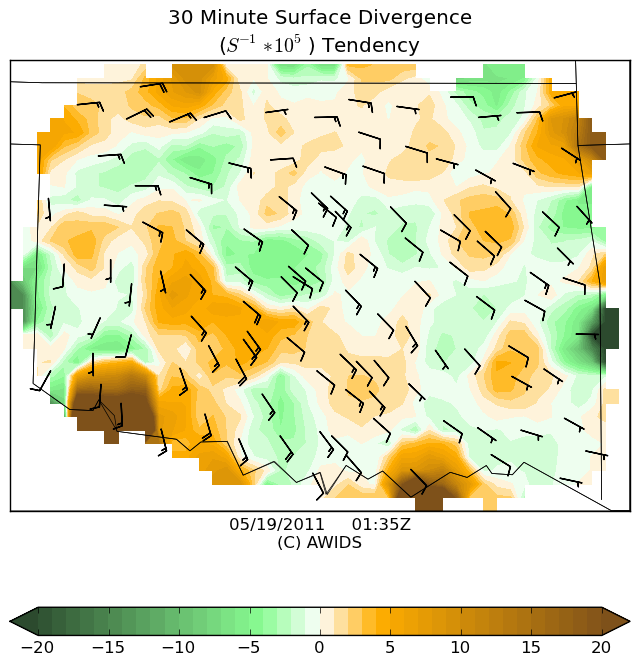 30 Minute Surface Divergence
(S⁻¹ * 10⁵ ) Tendency
05/19/2011 01:35Z
(C) AWIDS
−20 −15 −10 −5 0 5 10 15 20